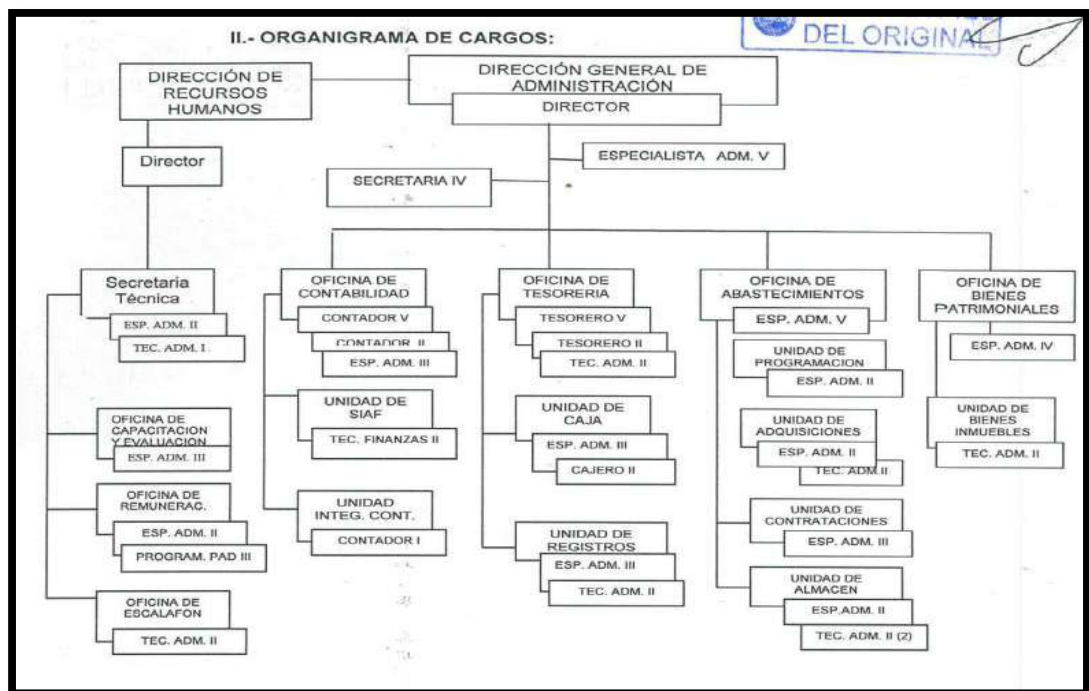 II.- ORGANIGRAMA DE CARGOS:
DEL ORIGINAL
DIRECCIÓN DE
RECURSOS
HUMANOS
DIRECCIÓN GENERAL DE
ADMINISTRACIÓN
DIRECTOR
Director
ESPECIALISTA ADM. V
SECRETARIA IV
Secretaria
Técnica
ESP. ADM. II
TEC. ADM. I.
OFICINA DE
CAPACITACION
Y EVALUACION
ESP. ADM. III
OFICINA DE
REMUNERAC.
ESP. ADM. II
PROGRAM. PAD III
OFICINA DE
ESCALAFON
TEC. ADM. II
OFICINA DE
CONTABILIDAD
CONTADOR V
CONTADOR II
ESP. ADM. III
UNIDAD DE
SIAF
TEC. FINANZAS II
UNIDAD
INTEG. CONT.
CONTADOR I
OFICINA DE
TESORERIA
TESORERO V
TESORERO II
TEC. ADM. II
UNIDAD DE
CAJA
ESP. ADM. III
CAJERO II
UNIDAD DE
REGISTROS
ESP. ADM. III
TEC. ADM. II
OFICINA DE
ABASTECIMIENTOS
ESP. ADM. V
UNIDAD DE
PROGRAMACION
ESP. ADM. II
UNIDAD DE
ADQUISICIONES
ESP. ADM. II
TEC. ADM.II
UNIDAD DE
CONTRATACIONES
ESP. ADM. III
UNIDAD DE
ALMACEN
ESP.ADM. II
TEC. ADM. II (2)
OFICINA DE
BIENES
PATRIMONIALES
ESP. ADM. IV
UNIDAD DE
BIENES
INMUEBLES
TEC. ADM. II